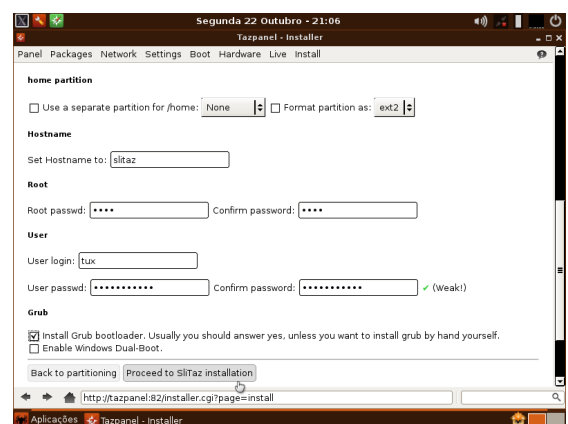 Segunda 22 Outubro - 21:06
Tazpanel - Installer
Panel Packages Network Settings Boot Hardware Live Install
home partition
Use a separate partition for /home: None Format partition as: ext2
Hostname
Set Hostname to: slitaz
Root
Root passwd: •••• Confirm password: ••••
User
User login: tux
User passwd: ••••••••••• Confirm password: ••••••••••• ✔ (Weak!)
Grub
Install Grub bootloader. Usually you should answer yes, unless you want to install grub by hand yourself.
Enable Windows Dual-Boot.
Back to partitioning Proceed to SliTaz installation
http://tazpanel:82/installer.cgi?page=install
Aplicações Tazpanel - Installer